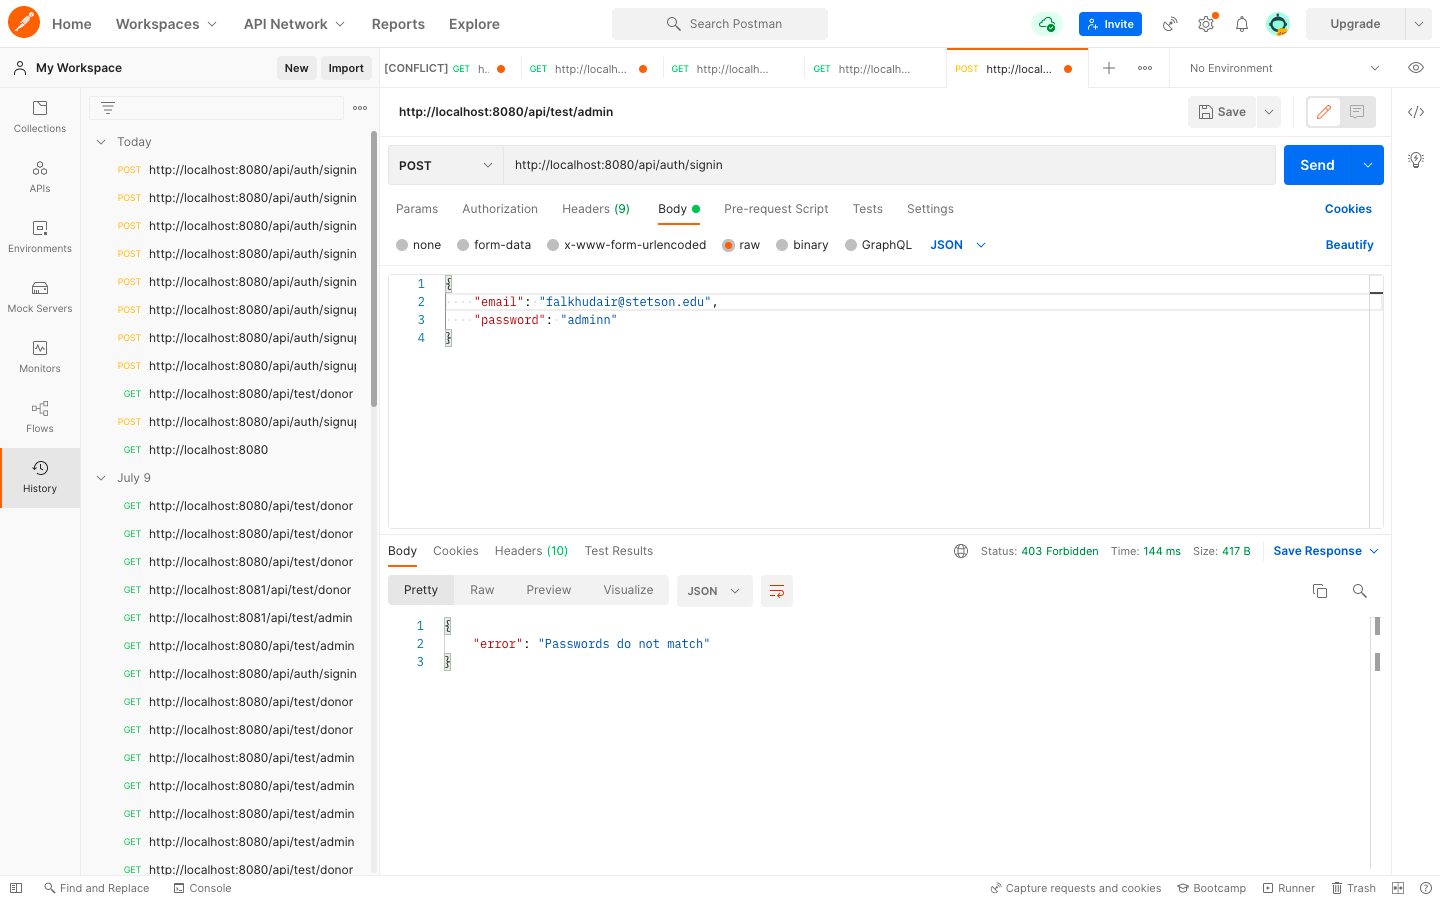 Home
Workspaces
API Network
Reports
Explore
Search Postman
Invite
Upgrade
My Workspace
New
Import
[CONFLICT] GET h..
GET http://localh...
GET http://localh...
GET http://localh...
POST http://local...
No Environment
Collections
APIs
Environments
Mock Servers
Monitors
Flows
History
Today
POST http://localhost:8080/api/auth/signin
POST http://localhost:8080/api/auth/signin
POST http://localhost:8080/api/auth/signin
POST http://localhost:8080/api/auth/signin
POST http://localhost:8080/api/auth/signin
POST http://localhost:8080/api/auth/signup
POST http://localhost:8080/api/auth/signup
POST http://localhost:8080/api/auth/signup
GET http://localhost:8080/api/test/donor
POST http://localhost:8080/api/auth/signup
GET http://localhost:8080
July 9
GET http://localhost:8080/api/test/donor
GET http://localhost:8080/api/test/donor
GET http://localhost:8080/api/test/donor
GET http://localhost:8081/api/test/donor
GET http://localhost:8081/api/test/admin
GET http://localhost:8080/api/test/admin
GET http://localhost:8080/api/auth/signin
GET http://localhost:8080/api/test/donor
GET http://localhost:8080/api/test/donor
GET http://localhost:8080/api/test/admin
GET http://localhost:8080/api/test/admin
GET http://localhost:8080/api/test/admin
GET http://localhost:8080/api/test/admin
GET http://localhost:8080/api/test/donor
http://localhost:8080/api/test/admin
Save
POST
http://localhost:8080/api/auth/signin
Send
Params
Authorization
Headers (9)
Body
Pre-request Script
Tests
Settings
Cookies
none
form-data
x-www-form-urlencoded
raw
binary
GraphQL
JSON
Beautify
1 {
2 "email": "falkhudair@stetson.edu",
3 "password": "adminn"
4 }
Body
Cookies
Headers (10)
Test Results
Status: 403 Forbidden
Time: 144 ms
Size: 417 B
Save Response
Pretty
Raw
Preview
Visualize
JSON
1 {
2 "error": "Passwords do not match"
3 }
Find and Replace
Console
Capture requests and cookies
Bootcamp
Runner
Trash